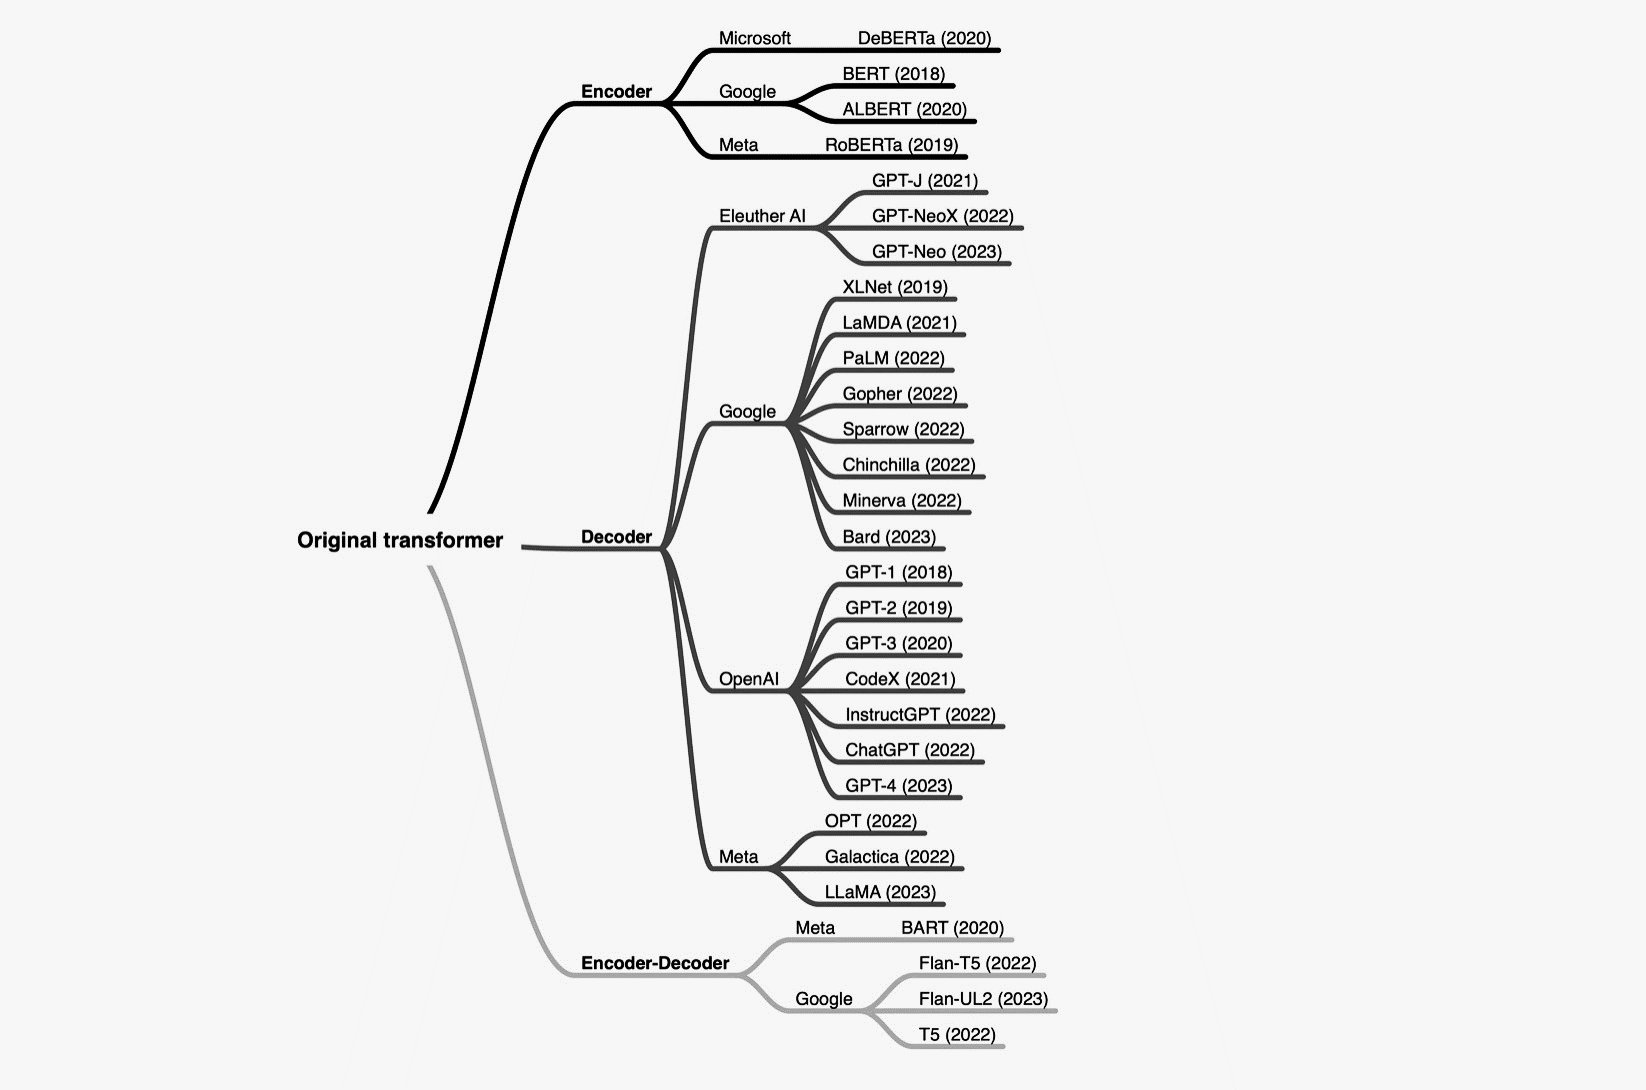 Original transformer
Encoder
Microsoft
DeBERTa (2020)
Google
BERT (2018)
ALBERT (2020)
Meta
RoBERTa (2019)
Decoder
Eleuther AI
GPT-J (2021)
GPT-NeoX (2022)
GPT-Neo (2023)
Google
XLNet (2019)
LaMDA (2021)
PaLM (2022)
Gopher (2022)
Sparrow (2022)
Chinchilla (2022)
Minerva (2022)
Bard (2023)
OpenAI
GPT-1 (2018)
GPT-2 (2019)
GPT-3 (2020)
CodeX (2021)
InstructGPT (2022)
ChatGPT (2022)
GPT-4 (2023)
Meta
OPT (2022)
Galactica (2022)
LLaMA (2023)
Encoder-Decoder
Meta
BART (2020)
Google
Flan-T5 (2022)
Flan-UL2 (2023)
T5 (2022)